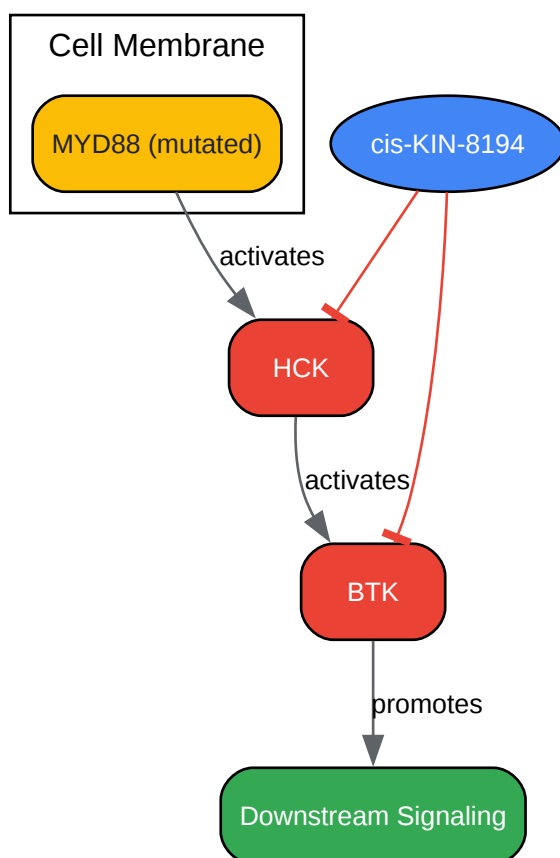 Cell Membrane
MYD88 (mutated)
cis-KIN-8194
activates
HCK
activates
BTK
promotes
Downstream Signaling